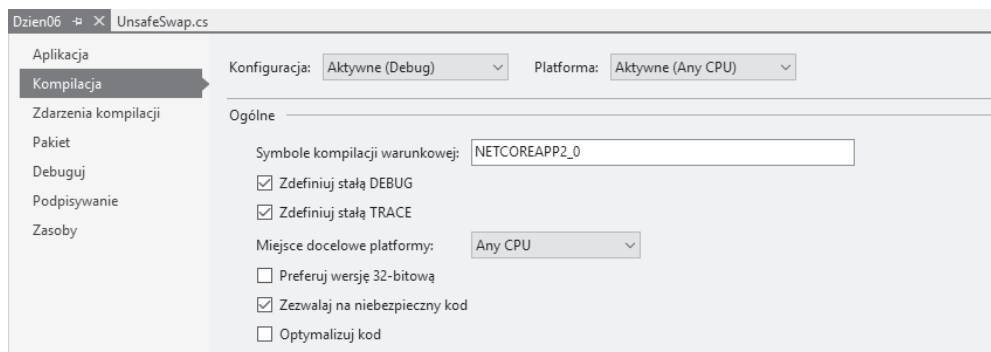 Dzien06 UnsafeSwap.cs
Aplikacja
Kompilacja
Zdarzenia kompilacji
Pakiet
Debuguj
Podpisywanie
Zasoby
Konfiguracja: Aktywne (Debug) Platforma: Aktywne (Any CPU)
Ogólne
Symbole kompilacji warunkowej: NETCOREAPP2_0
Zdefiniuj stałą DEBUG
Zdefiniuj stałą TRACE
Miejsce docelowe platformy: Any CPU
Preferuj wersję 32-bitową
Zezwalaj na niebezpieczny kod
Optymalizuj kod